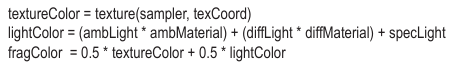 textureColor = texture(sampler, texCoord)
lightColor = (ambLight * ambMaterial) + (diffLight * diffMaterial) + specLight
fragColor = 0.5 * textureColor + 0.5 * lightColor